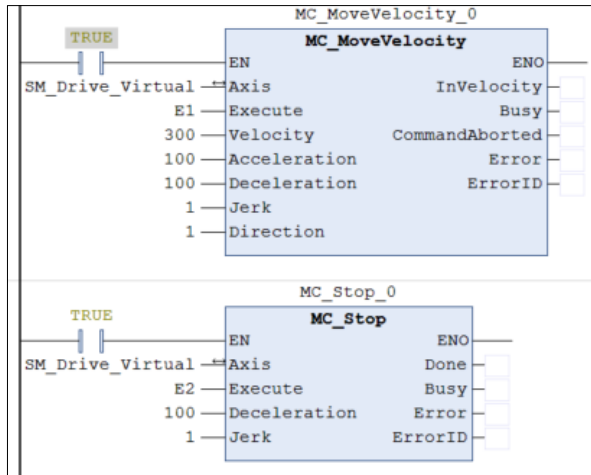 MC_MoveVelocity_0
TRUE
MC_MoveVelocity
EN ENO
SM_Drive_Virtual Axis InVelocity
E1 Execute Busy
300 Velocity CommandAborted
100 Acceleration Error
100 Deceleration ErrorID
1 Jerk
1 Direction
MC_Stop_0
TRUE
MC_Stop
EN ENO
SM_Drive_Virtual Axis Done
E2 Execute Busy
100 Deceleration Error
1 Jerk ErrorID